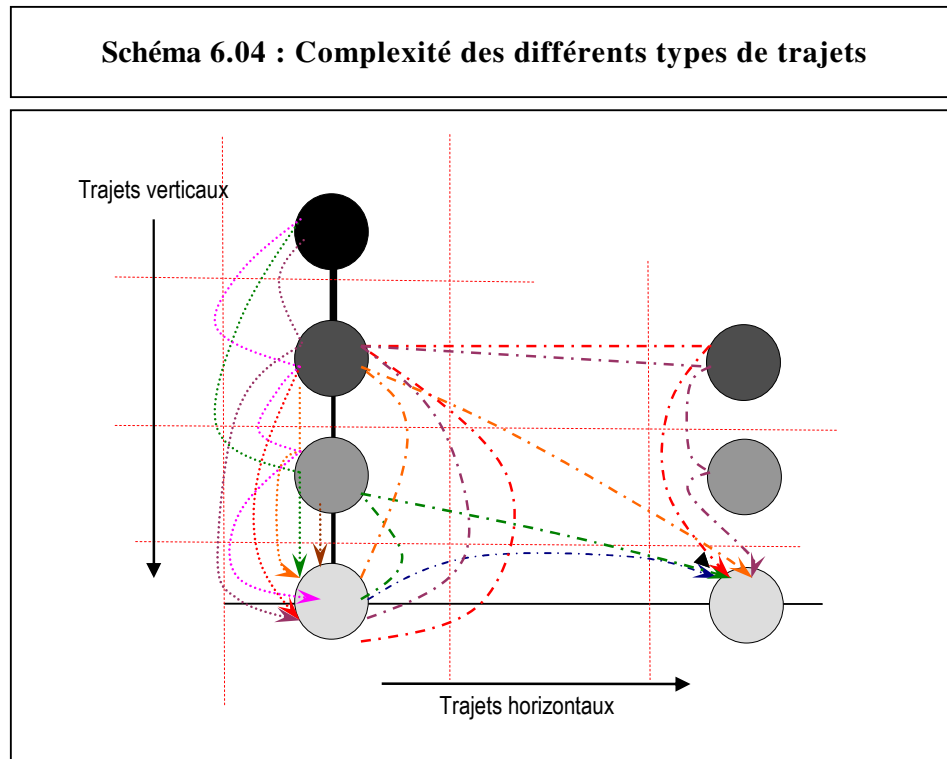 Schéma 6.04 : Complexité des différents types de trajets
Trajets verticaux
Trajets horizontaux